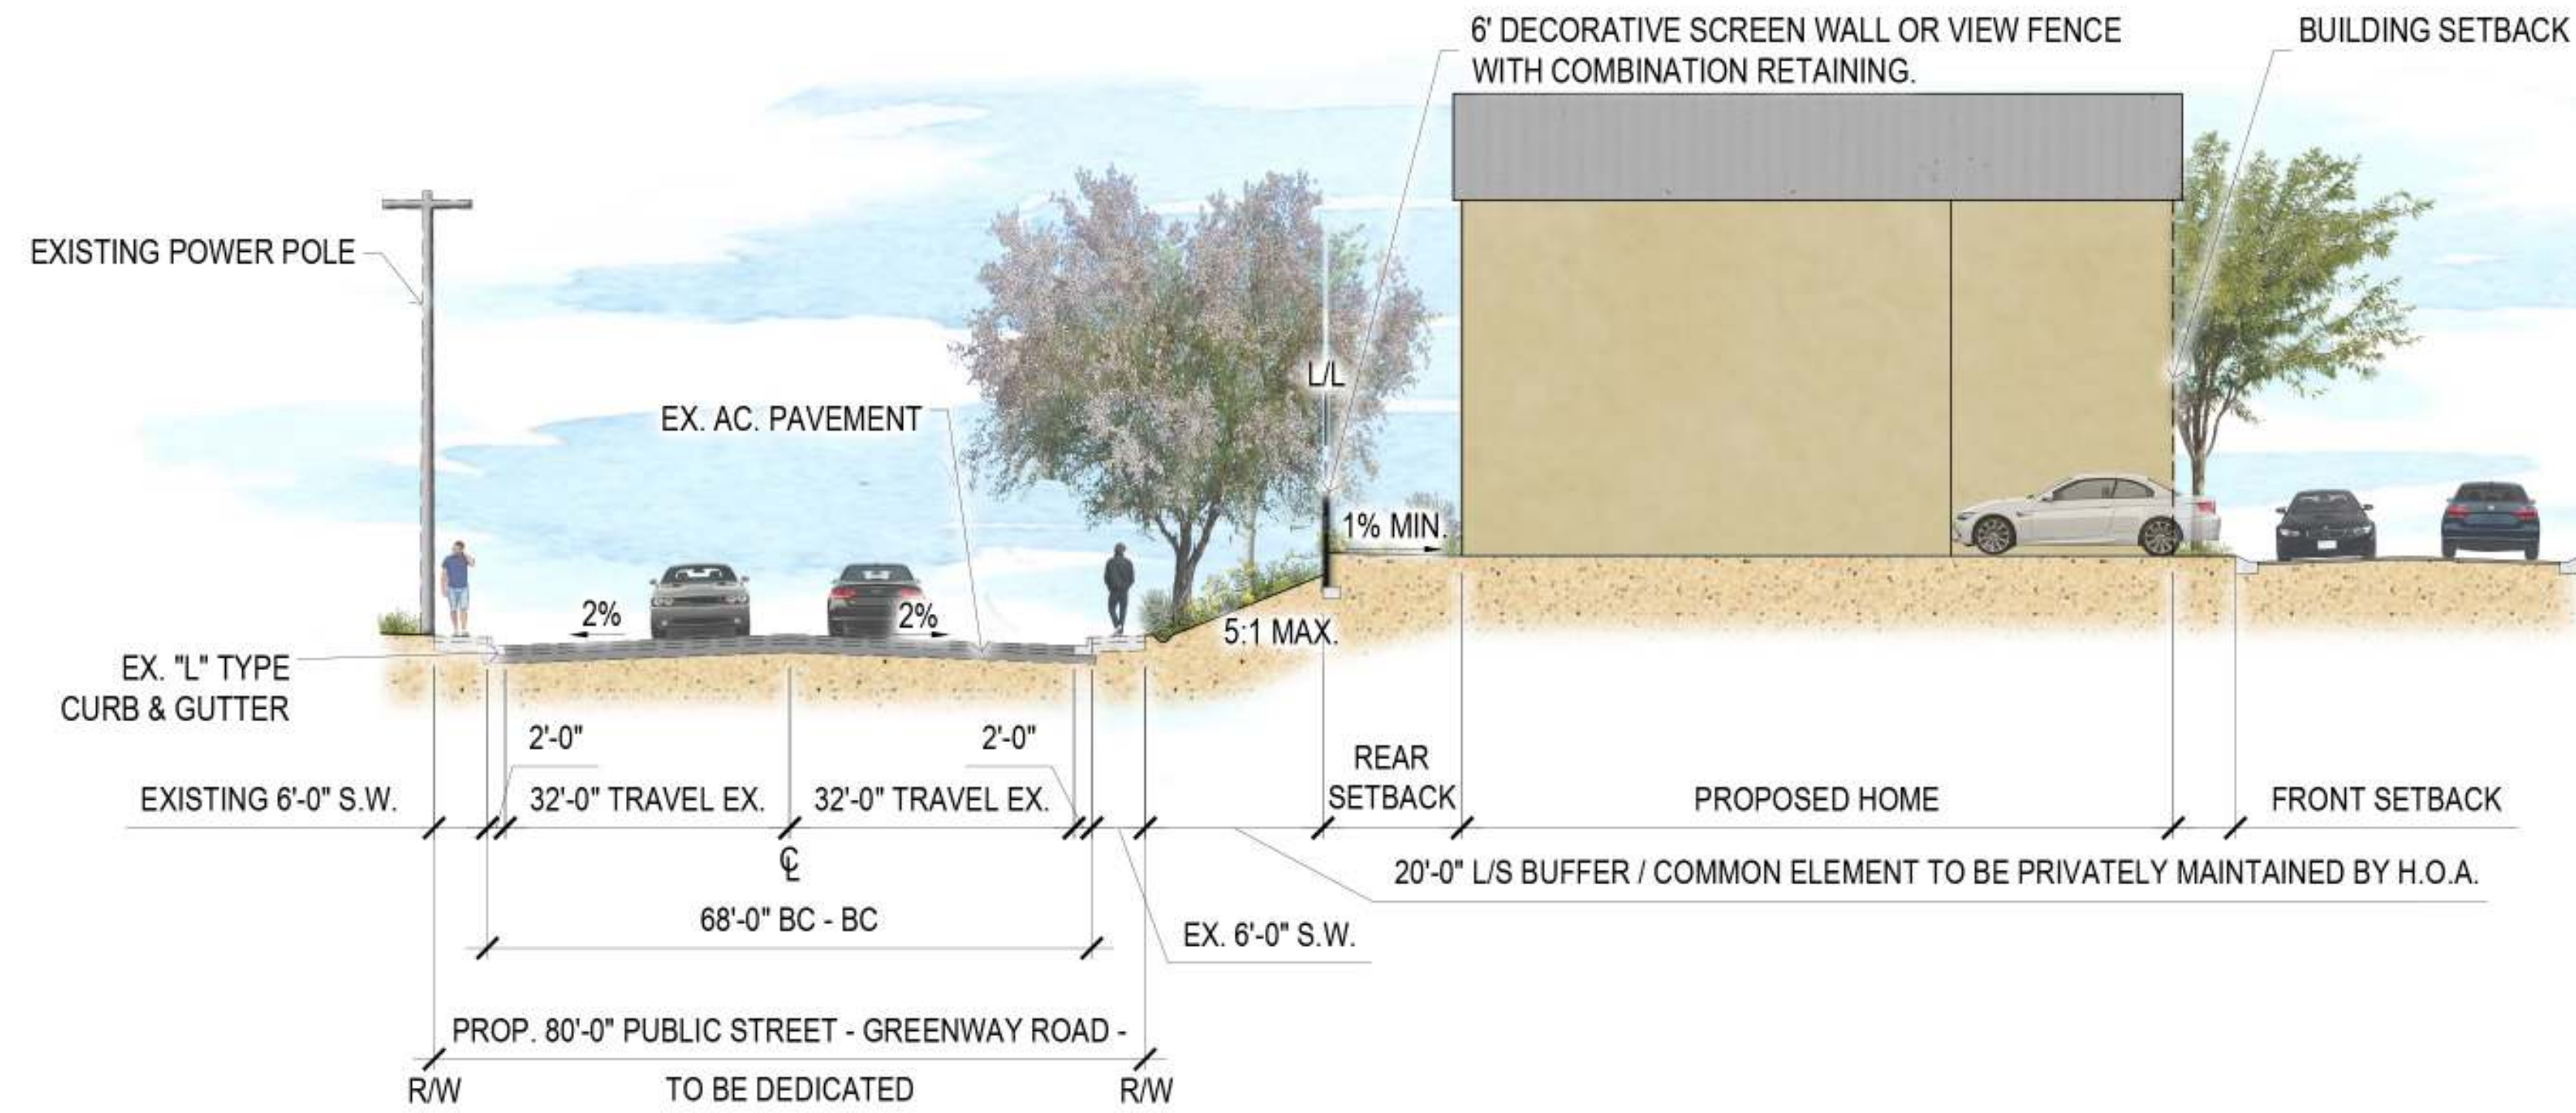 6' DECORATIVE SCREEN WALL OR VIEW FENCE
WITH COMBINATION RETAINING.
BUILDING SETBACK
EXISTING POWER POLE
L/L
EX. AC. PAVEMENT
1% MIN.
2%
2%
5:1 MAX.
EX. "L" TYPE
CURB & GUTTER
2'-0"
2'-0"
EXISTING 6'-0" S.W.
32'-0" TRAVEL EX.
32'-0" TRAVEL EX.
REAR
SETBACK
PROPOSED HOME
FRONT SETBACK
℄
20'-0" L/S BUFFER / COMMON ELEMENT TO BE PRIVATELY MAINTAINED BY H.O.A.
68'-0" BC - BC
EX. 6'-0" S.W.
PROP. 80'-0" PUBLIC STREET - GREENWAY ROAD -
R/W
TO BE DEDICATED
R/W